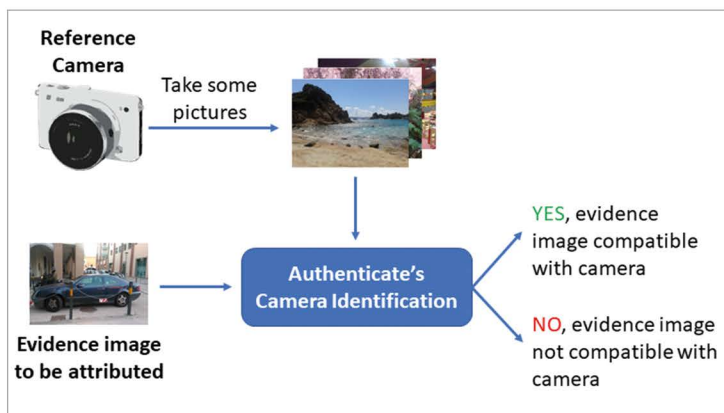 Reference
Camera
Take some
pictures
Evidence image
to be attributed
Authenticate's
Camera Identification
YES, evidence
image compatible
with camera
NO, evidence image
not compatible with
camera